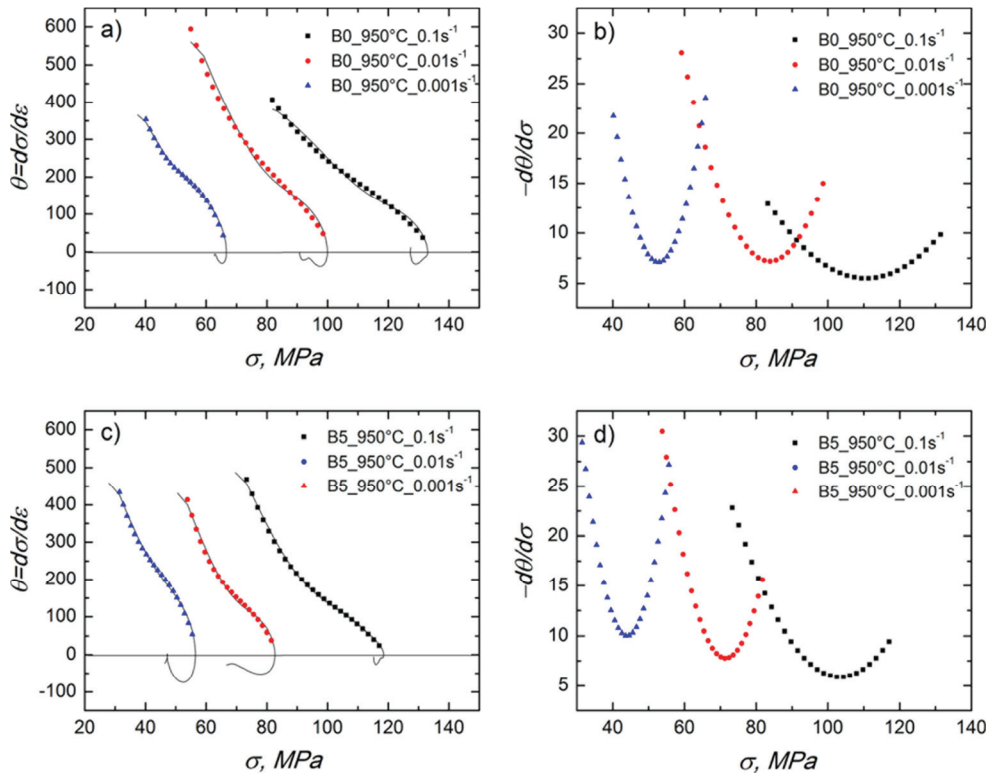 a)
B0_950°C_0.1s⁻¹
B0_950°C_0.01s⁻¹
B0_950°C_0.001s⁻¹
θ=dσ/dε
600
500
400
300
200
100
0
-100
20 40 60 80 100 120 140
σ, MPa
b)
B0_950°C_0.1s⁻¹
B0_950°C_0.01s⁻¹
B0_950°C_0.001s⁻¹
−dθ/dσ
30
25
20
15
10
5
40 60 80 100 120 140
σ, MPa
c)
B5_950°C_0.1s⁻¹
B5_950°C_0.01s⁻¹
B5_950°C_0.001s⁻¹
θ=dσ/dε
600
500
400
300
200
100
0
-100
20 40 60 80 100 120 140
σ, MPa
d)
B5_950°C_0.1s⁻¹
B5_950°C_0.01s⁻¹
B5_950°C_0.001s⁻¹
−dθ/dσ
30
25
20
15
10
5
40 60 80 100 120 140
σ, MPa